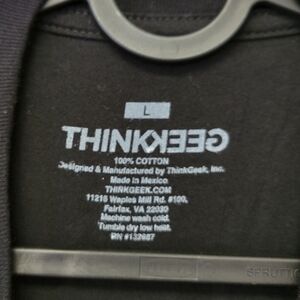 L
THINKGEEK
100% COTTON
Designed & Manufactured by ThinkGeek, Inc.
Made in Mexico
THINKGEEK.COM
11216 Waples Mill Rd. #100,
Fairfax, VA 22030
Machine wash cold.
Tumble dry low heat.
RN #132687